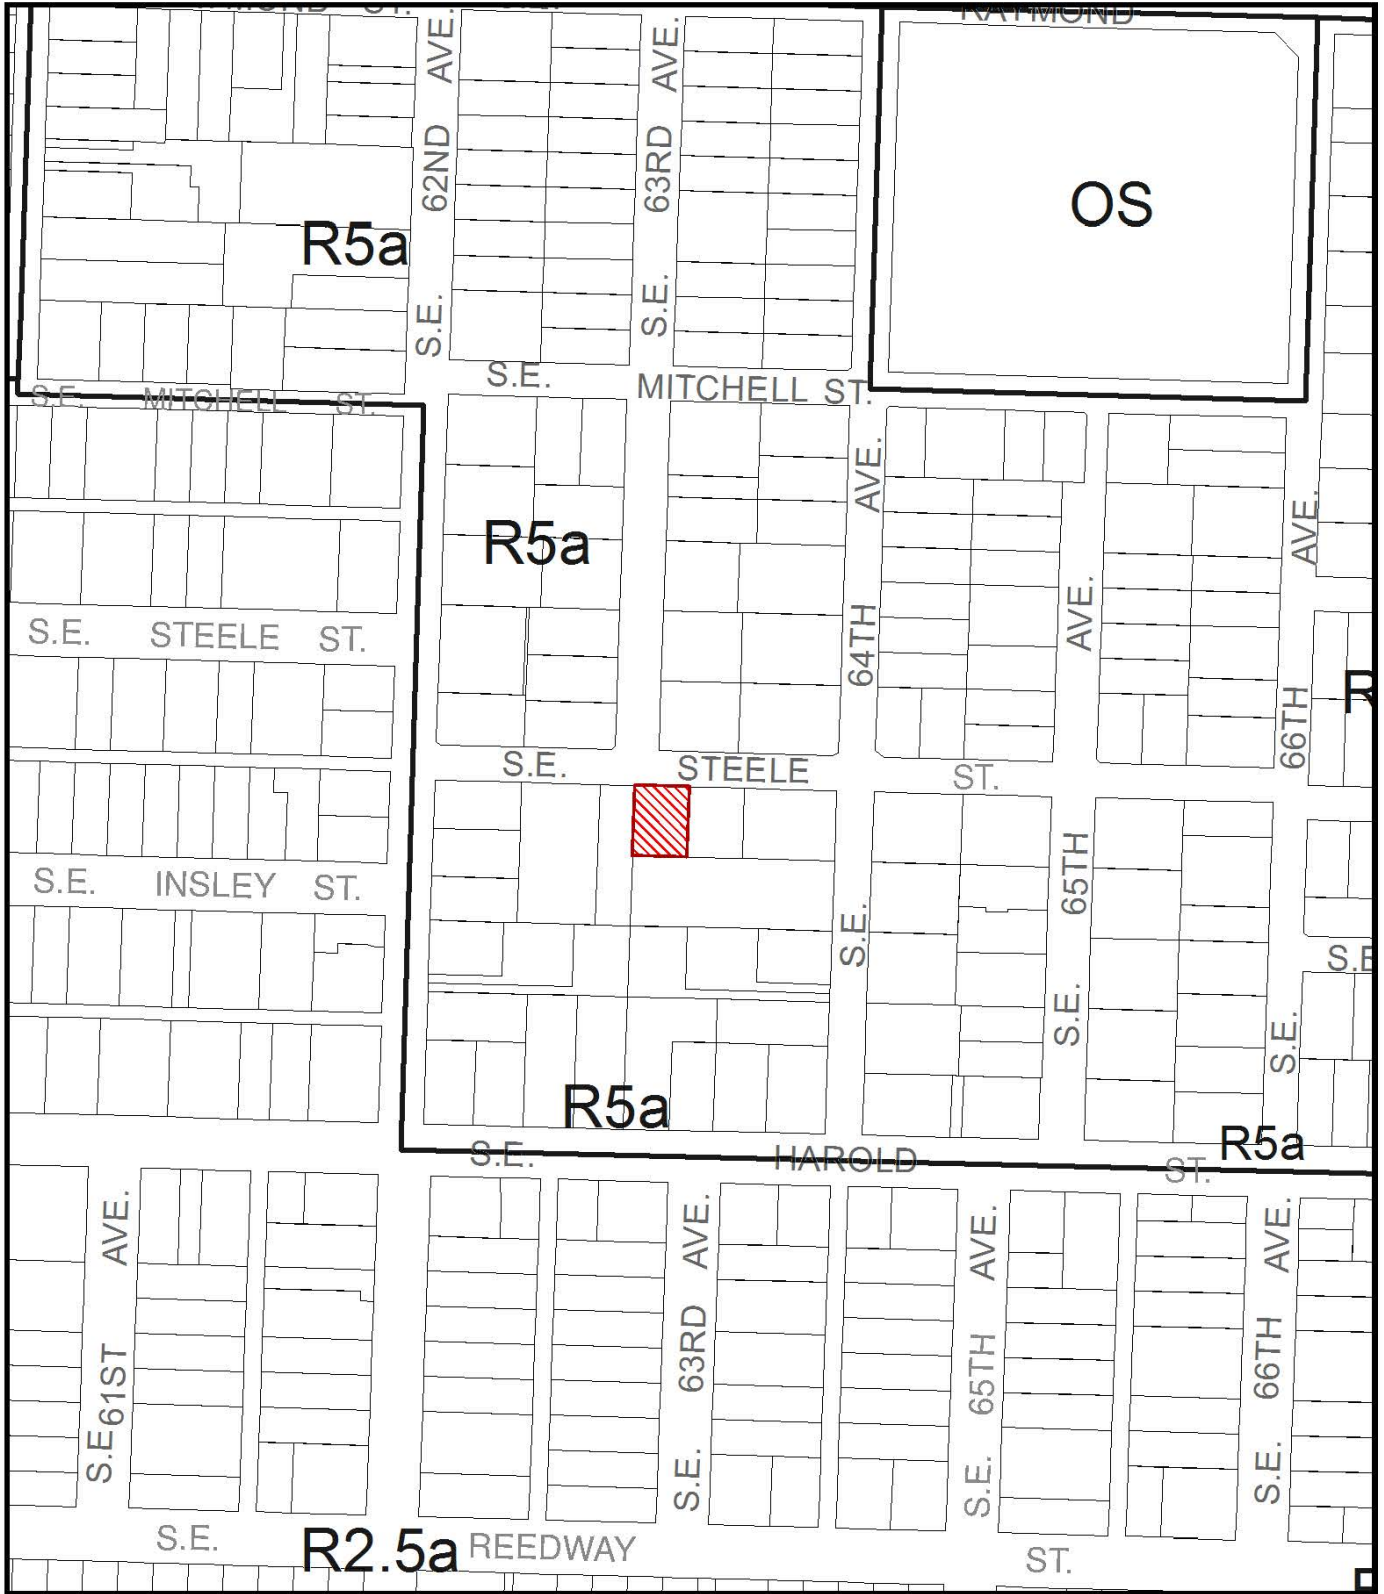 ST.
RAYMOND
S.E. 62ND AVE.
S.E. 63RD AVE.
OS
R5a
S.E. MITCHELL ST.
S.E. MITCHELL ST.
R5a
S.E. 64TH AVE.
S.E. 65TH AVE.
S.E. 66TH AVE.
S.E. STEELE ST.
R
S.E. STEELE ST.
S.E. INSLEY ST.
S.E
R5a
R5a
S.E. HAROLD ST.
S.E 61ST AVE.
S.E. 63RD AVE.
S.E. 65TH AVE.
S.E. 66TH AVE.
S.E. REEDWAY ST.
R2.5a